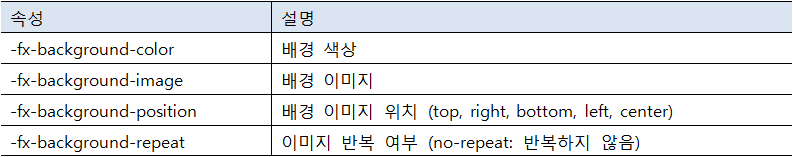 속성 설명
-fx-background-color 배경 색상
-fx-background-image 배경 이미지
-fx-background-position 배경 이미지 위치 (top, right, bottom, left, center)
-fx-background-repeat 이미지 반복 여부 (no-repeat: 반복하지 않음)